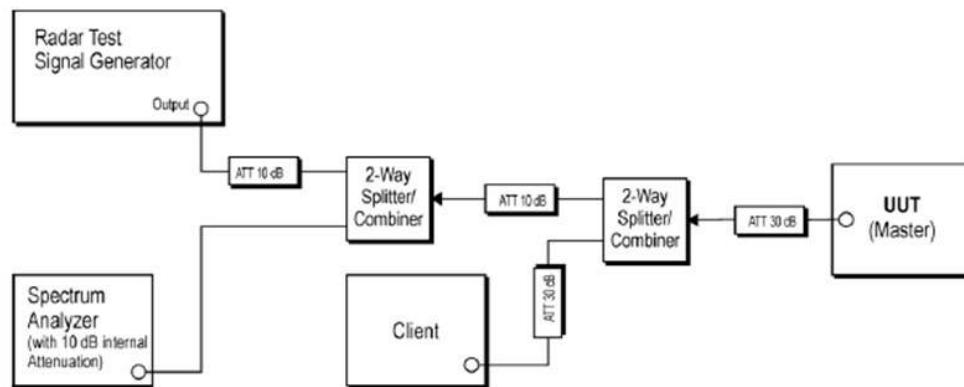 Radar Test
Signal Generator
Output
ATT 10 dB
2-Way
Splitter/
Combiner
ATT 10 dB
2-Way
Splitter/
Combiner
ATT 30 dB
UUT
(Master)
Spectrum
Analyzer
(with 10 dB internal
Attenuation)
Client
ATT 30 dB